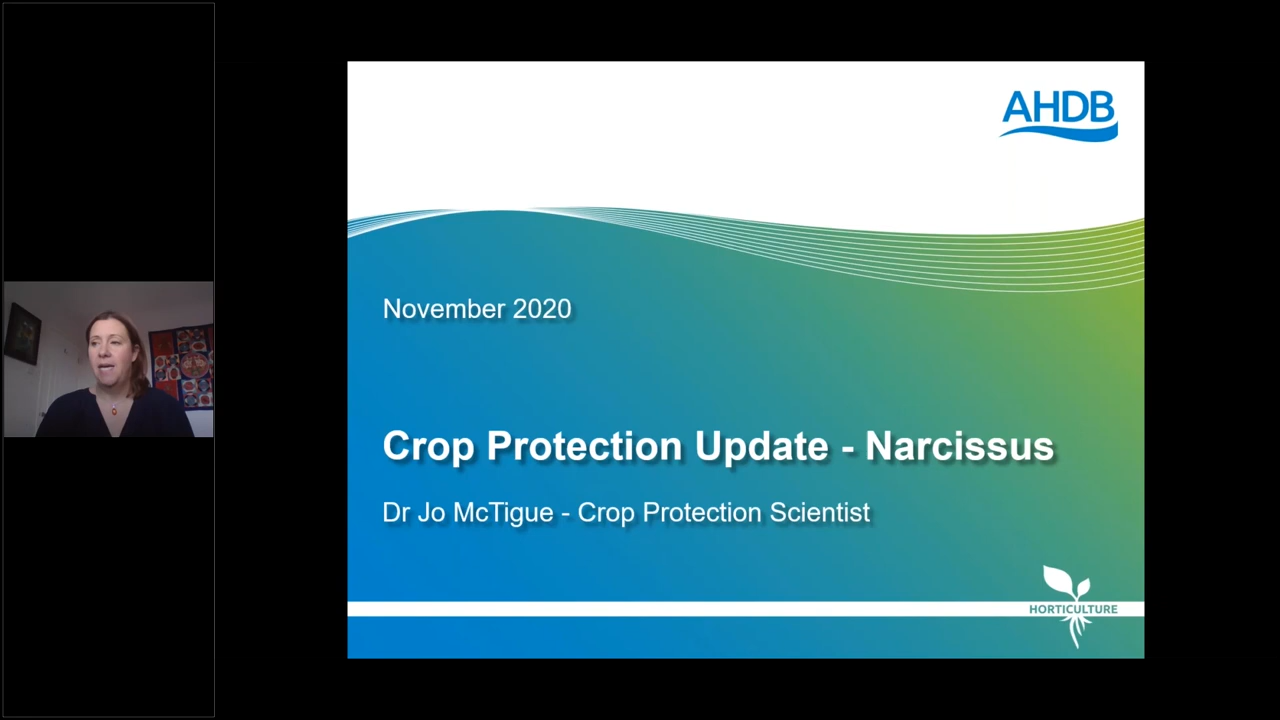 AHDB
November 2020
Crop Protection Update - Narcissus
Dr Jo McTigue - Crop Protection Scientist
HORTICULTURE